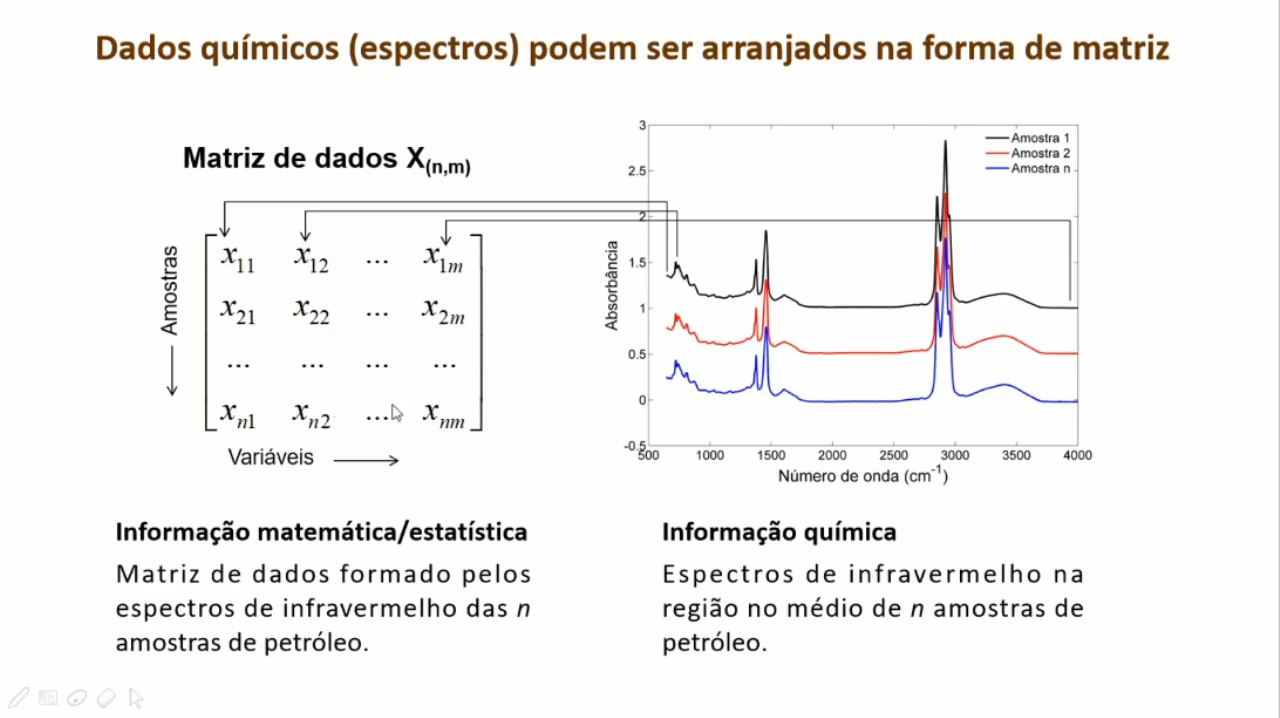 Dados químicos (espectros) podem ser arranjados na forma de matriz
Matriz de dados X(n,m)
Amostras
x11 x12 ... x1m
x21 x22 ... x2m
... ... ... ...
xn1 xn2 ... xnm
Variáveis
Absorbância
3
2.5
2
1.5
1
0.5
0
-0.5
Amostra 1
Amostra 2
Amostra n
500 1000 1500 2000 2500 3000 3500 4000
Número de onda (cm-1)
Informação matemática/estatística
Matriz de dados formado pelos
espectros de infravermelho das n
amostras de petróleo.
Informação química
Espectros de infravermelho na
região no médio de n amostras de
petróleo.